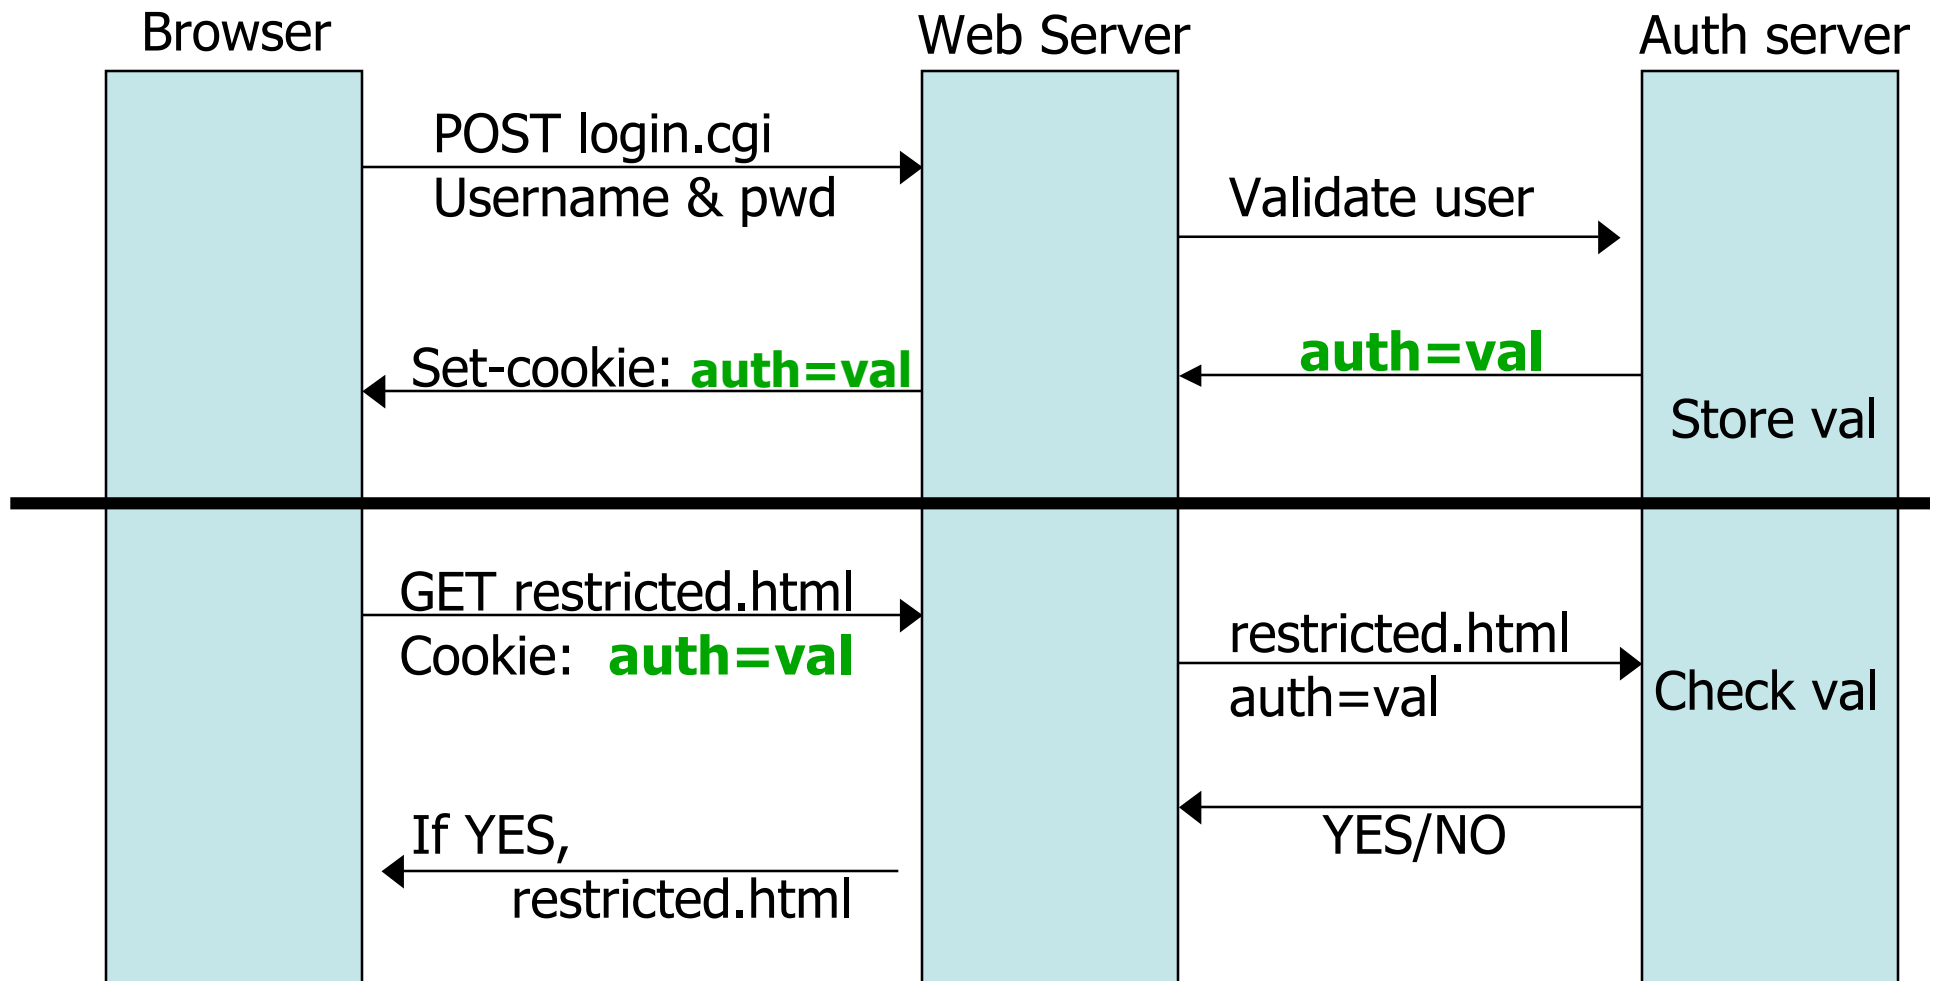 Browser
Web Server
Auth server
POST login.cgi
Username & pwd
Validate user
Set-cookie: auth=val
auth=val
Store val
GET restricted.html
Cookie: auth=val
restricted.html
auth=val
Check val
YES/NO
If YES,
restricted.html